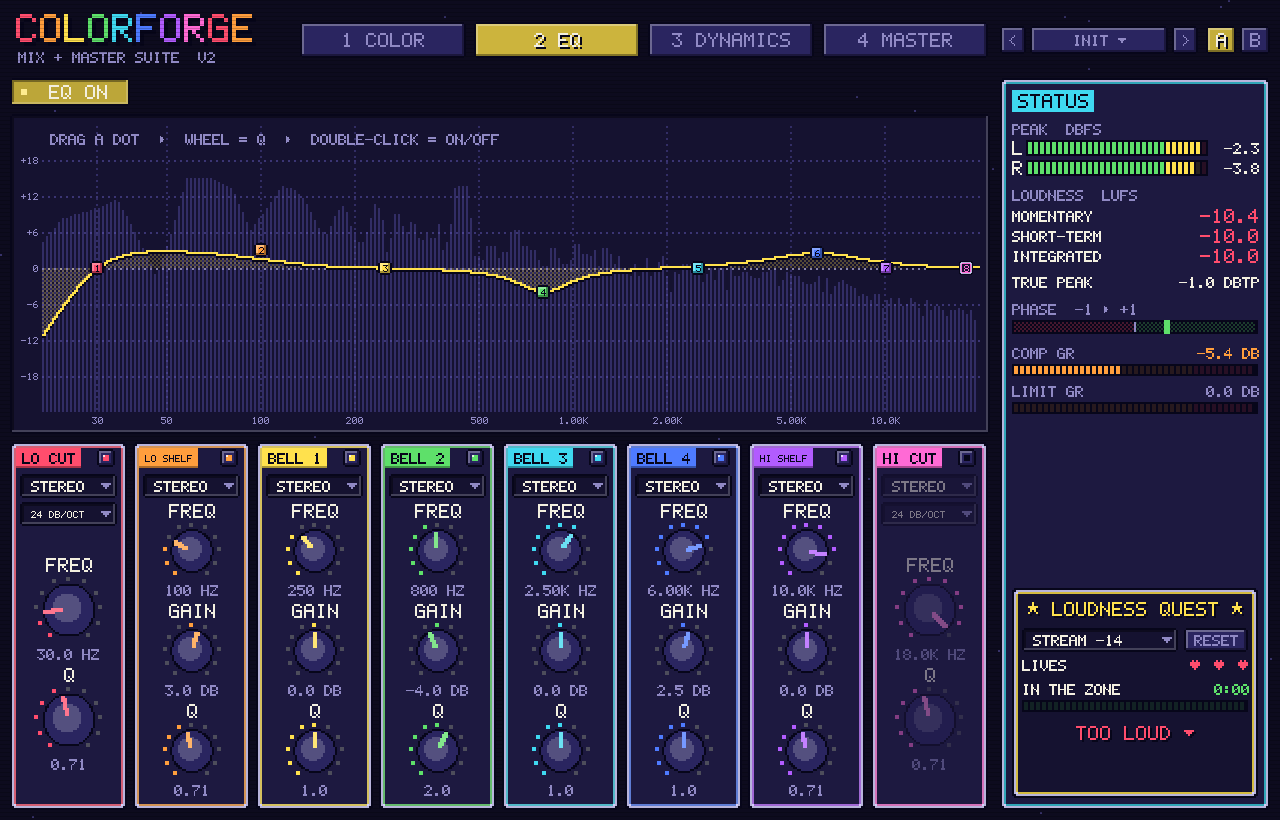 COLORFORGE
MIX + MASTER SUITE V2
1 COLOR
2 EQ
3 DYNAMICS
4 MASTER
<
INIT
>
A
B
EQ ON
DRAG A DOT ▸ WHEEL = Q ▸ DOUBLE-CLICK = ON/OFF
+18
+12
+6
0
-6
-12
-18
1
2
3
4
5
6
7
8
30
50
100
200
500
1.00K
2.00K
5.00K
10.0K
LO CUT
STEREO
24 DB/OCT
FREQ
30.0 HZ
Q
0.71
LO SHELF
STEREO
FREQ
100 HZ
GAIN
3.0 DB
Q
0.71
BELL 1
STEREO
FREQ
250 HZ
GAIN
0.0 DB
Q
1.0
BELL 2
STEREO
FREQ
800 HZ
GAIN
-4.0 DB
Q
2.0
BELL 3
STEREO
FREQ
2.50K HZ
GAIN
0.0 DB
Q
1.0
BELL 4
STEREO
FREQ
6.00K HZ
GAIN
2.5 DB
Q
1.0
HI SHELF
STEREO
FREQ
10.0K HZ
GAIN
0.0 DB
Q
0.71
HI CUT
STEREO
24 DB/OCT
FREQ
18.0K HZ
Q
0.71
STATUS
PEAK DBFS
L -2.3
R -3.8
LOUDNESS LUFS
MOMENTARY -10.4
SHORT-TERM -10.0
INTEGRATED -10.0
TRUE PEAK -1.0 DBTP
PHASE -1 ▸ +1
COMP GR -5.4 DB
LIMIT GR 0.0 DB
★ LOUDNESS QUEST ★
STREAM -14
RESET
LIVES ♥ ♥ ♥
IN THE ZONE 0:00
TOO LOUD ▾